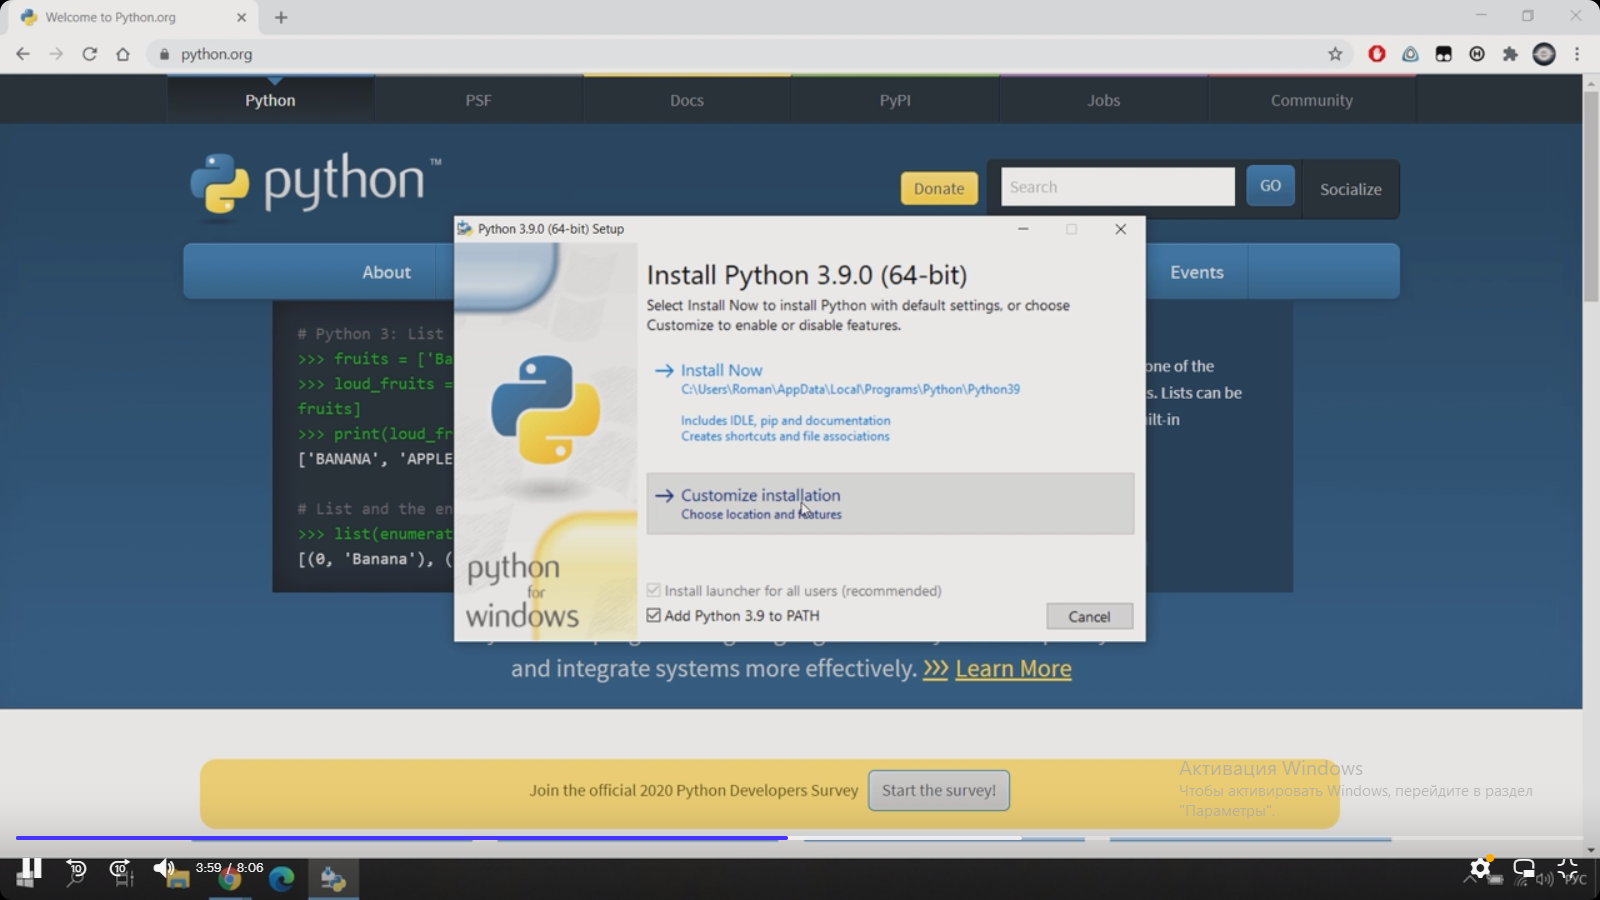 Welcome to Python.org
python.org
Python
PSF
Docs
PyPI
Jobs
Community
python™
Donate
Search
GO
Socialize
About
Events
Python 3.9.0 (64-bit) Setup
Install Python 3.9.0 (64-bit)
Select Install Now to install Python with default settings, or choose
Customize to enable or disable features.
Install Now
C:\Users\Roman\AppData\Local\Programs\Python\Python39
Includes IDLE, pip and documentation
Creates shortcuts and file associations
Customize installation
Choose location and features
Install launcher for all users (recommended)
Add Python 3.9 to PATH
Cancel
python
for
windows
# Python 3: List
>>> fruits = ['Ba
>>> loud_fruits =
fruits]
>>> print(loud_fr
['BANANA', 'APPLE
# List and the en
>>> list(enumerat
[(0, 'Banana'), (
one of the
s. Lists can be
ilt-in
and integrate systems more effectively. >>> Learn More
Join the official 2020 Python Developers Survey
Start the survey!
Активация Windows
Чтобы активировать Windows, перейдите в раздел
"Параметры".
10
10
3:59 / 8:06
РУС